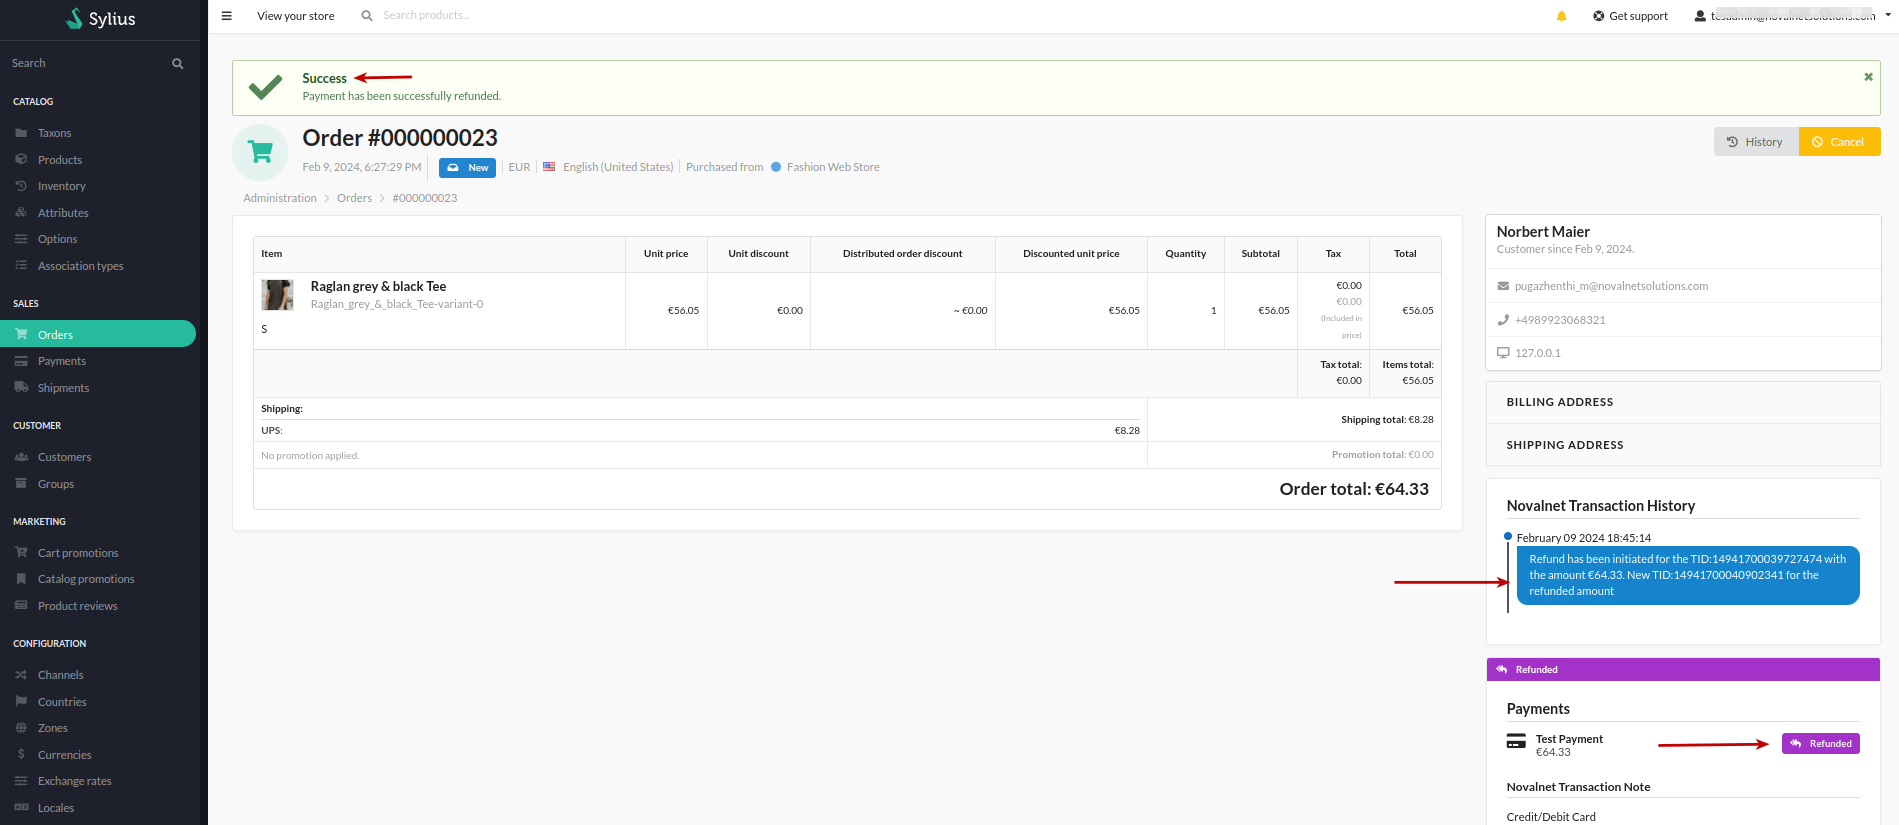 Sylius
View your store
Search products...
Get support
Search
CATALOG
Taxons
Products
Inventory
Attributes
Options
Association types
SALES
Orders
Payments
Shipments
CUSTOMER
Customers
Groups
MARKETING
Cart promotions
Catalog promotions
Product reviews
CONFIGURATION
Channels
Countries
Zones
Currencies
Exchange rates
Locales
Success
Payment has been successfully refunded.
Order #000000023
Feb 9, 2024, 6:27:29 PM New EUR English (United States) Purchased from Fashion Web Store
History Cancel
Administration Orders #000000023
Item Unit price Unit discount Distributed order discount Discounted unit price Quantity Subtotal Tax Total
Raglan grey & black Tee
Raglan_grey_&_black_Tee-variant-0
S
€56.05 €0.00 ~ €0.00 €56.05 1 €56.05
€0.00
€0.00
(Included in
price)
€56.05
Tax total:
€0.00
Items total:
€56.05
Shipping:
UPS: €8.28
Shipping total: €8.28
No promotion applied.
Promotion total: €0.00
Order total: €64.33
Norbert Maier
Customer since Feb 9, 2024.
pugazhenthi_m@novalnetsolutions.com
+4989923068321
127.0.0.1
BILLING ADDRESS
SHIPPING ADDRESS
Novalnet Transaction History
February 09 2024 18:45:14
Refund has been initiated for the TID:14941700039727474 with
the amount €64.33. New TID:14941700040902341 for the
refunded amount
Refunded
Payments
Test Payment
€64.33
Refunded
Novalnet Transaction Note
Credit/Debit Card